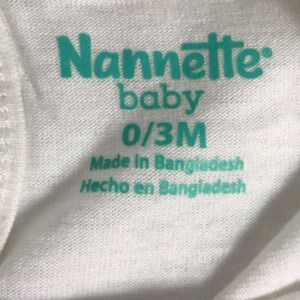 Nannette
baby
0/3M
Made in Bangladesh
Hecho en Bangladesh